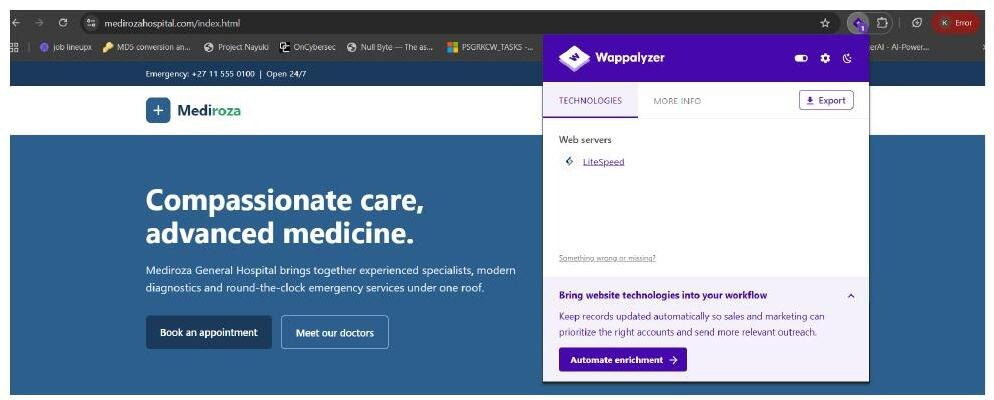 medirozahospital.com/index.html
K Error
job lineupx
MD5 conversion an...
Project Nayuki
OnCybersec
Null Byte — The as...
PSGRKCW_TASKS -...
erAI - AI-Power...
Emergency: +27 11 555 0100 | Open 24/7
Mediroza
Compassionate care,
advanced medicine.
Mediroza General Hospital brings together experienced specialists, modern
diagnostics and round-the-clock emergency services under one roof.
Book an appointment
Meet our doctors
Wappalyzer
TECHNOLOGIES
MORE INFO
Export
Web servers
LiteSpeed
Something wrong or missing?
Bring website technologies into your workflow
Keep records updated automatically so sales and marketing can
prioritize the right accounts and send more relevant outreach.
Automate enrichment